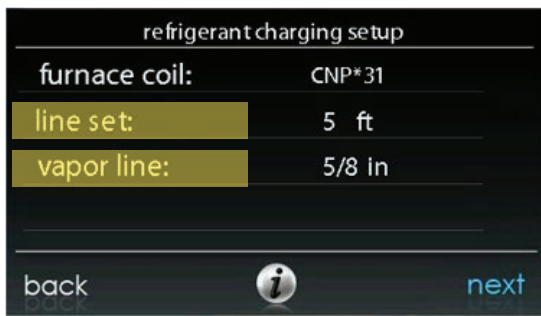 refrigerant charging setup
furnace coil: CNP*31
line set: 5 ft
vapor line: 5/8 in
back i next